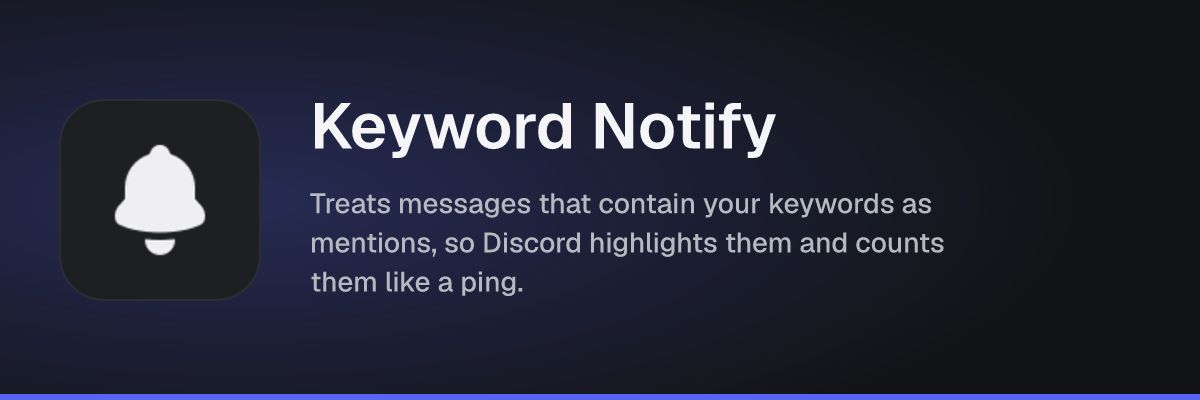 Keyword Notify
Treats messages that contain your keywords as
mentions, so Discord highlights them and counts
them like a ping.